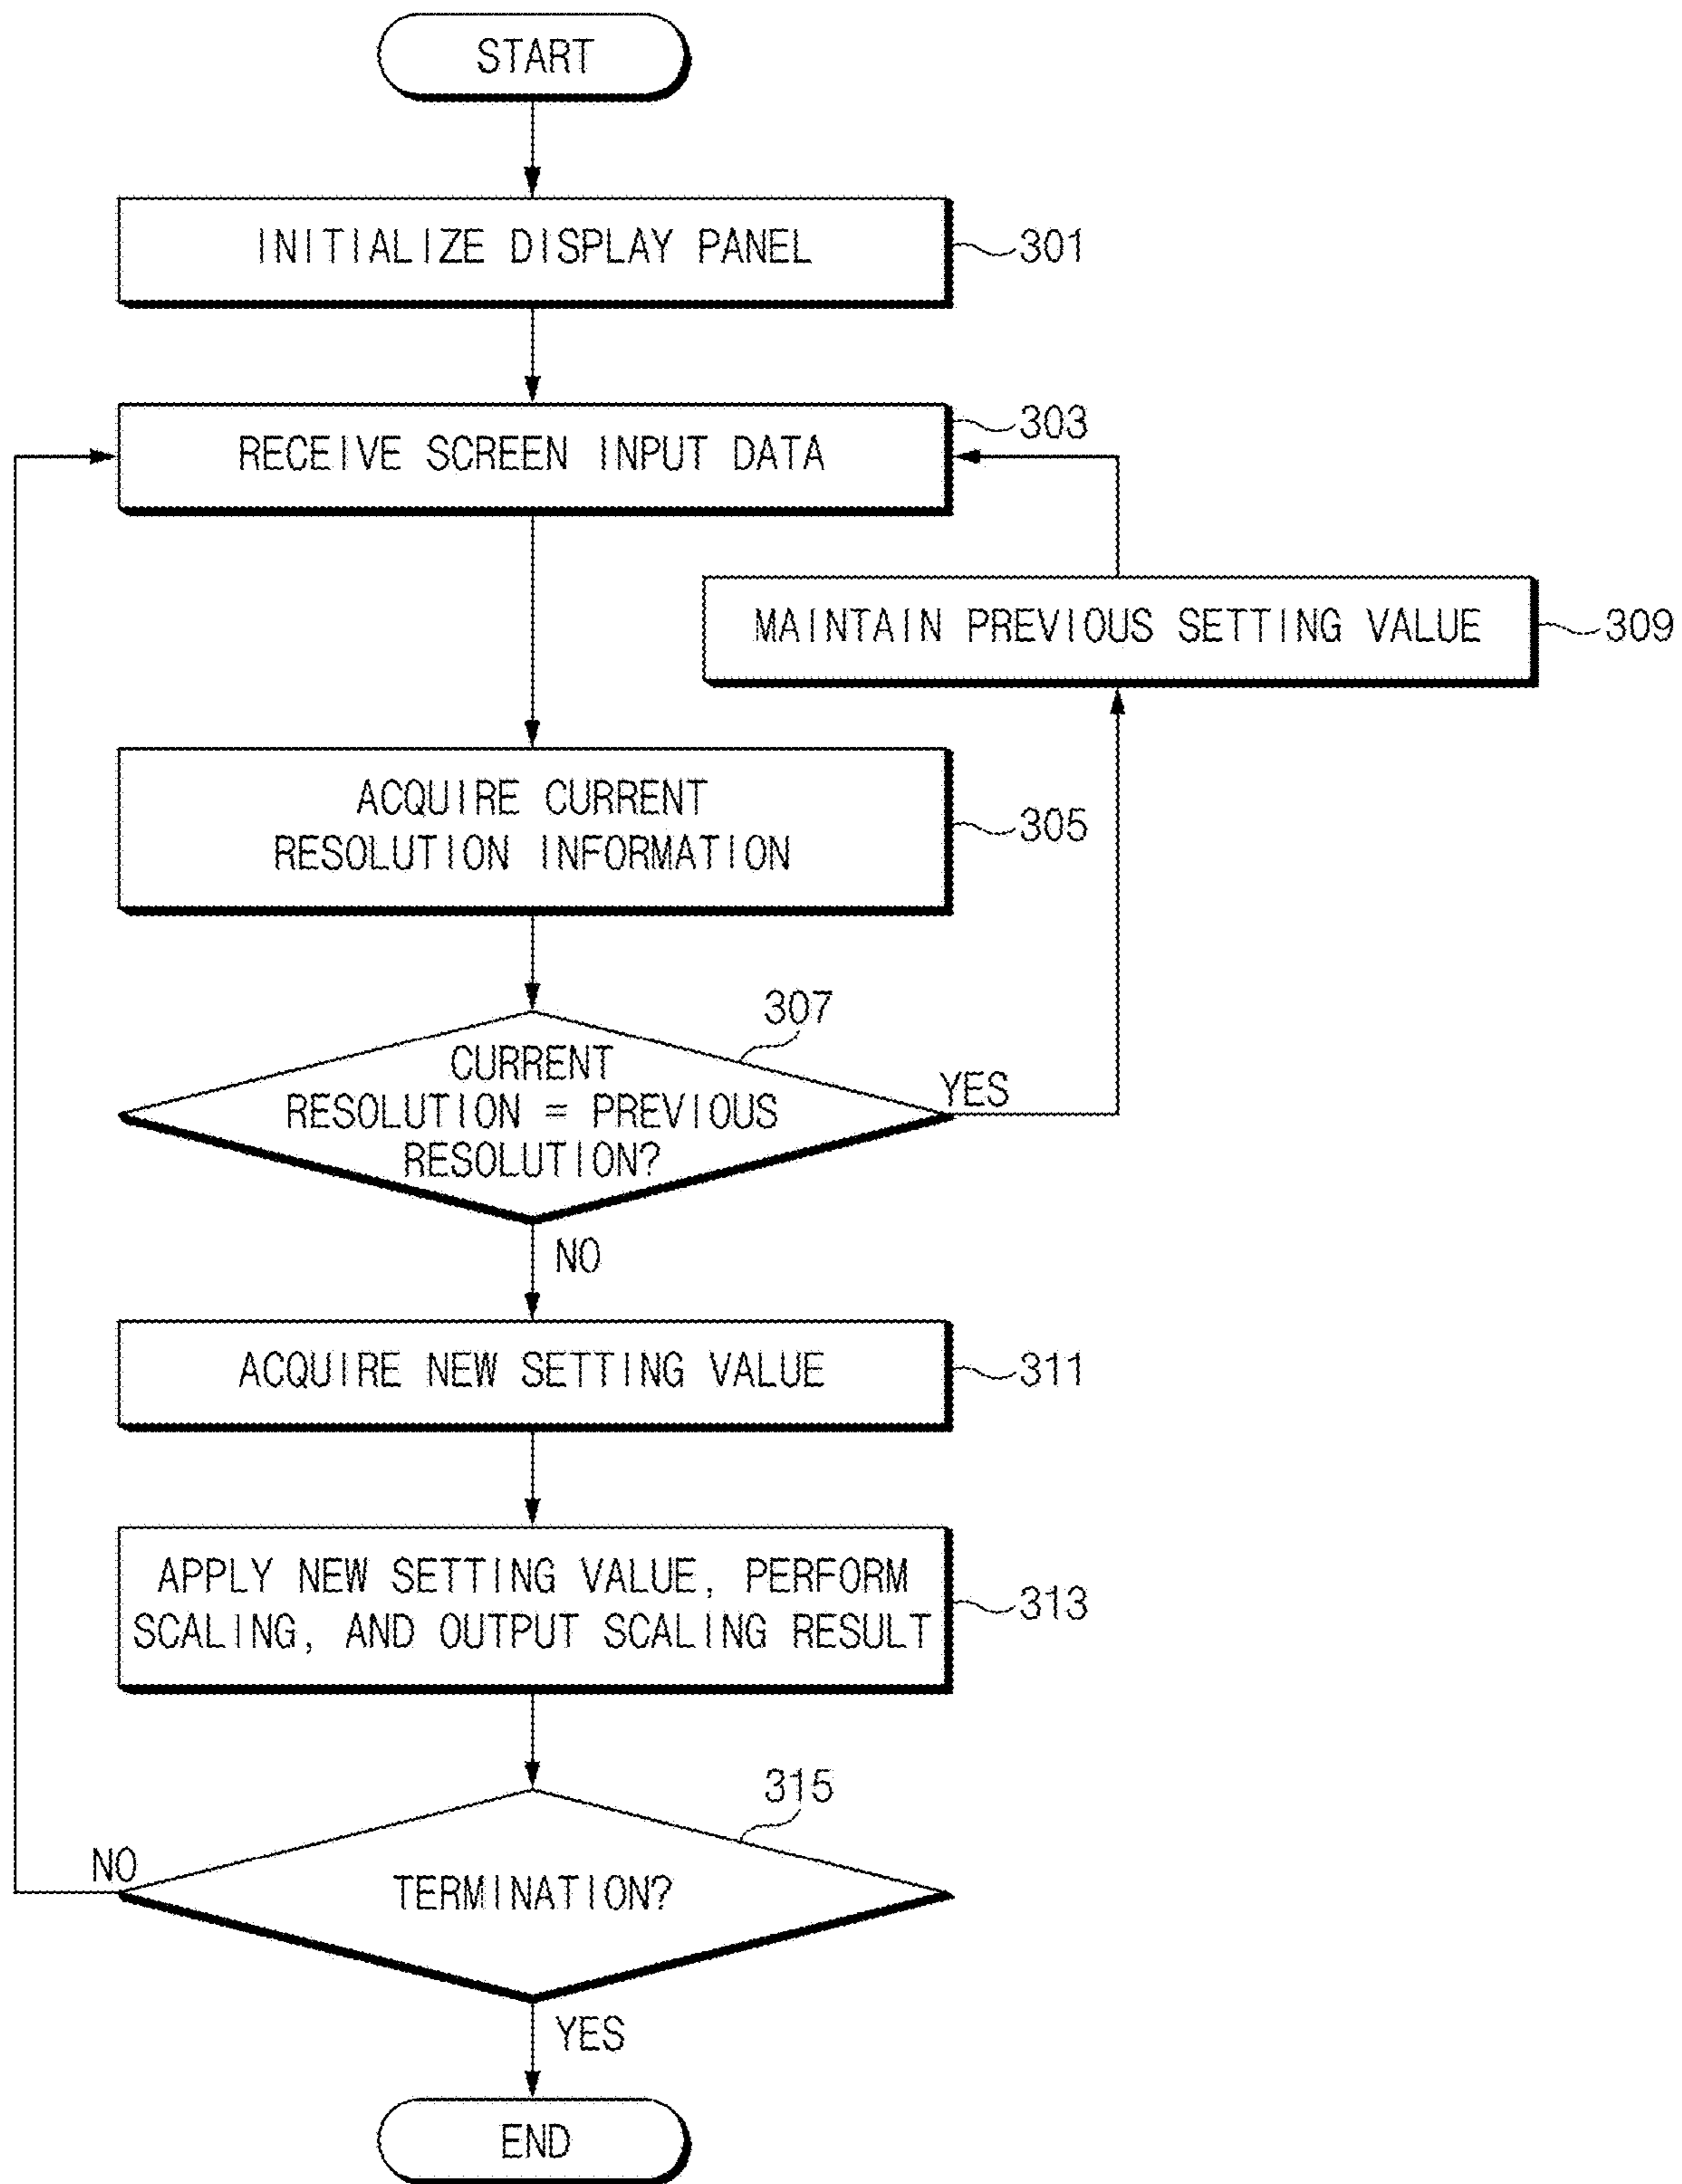 START
INITIALIZE DISPLAY PANEL
301
RECEIVE SCREEN INPUT DATA
303
MAINTAIN PREVIOUS SETTING VALUE
309
ACQUIRE CURRENT
RESOLUTION INFORMATION
305
307
CURRENT
RESOLUTION = PREVIOUS
RESOLUTION?
YES
NO
ACQUIRE NEW SETTING VALUE
311
APPLY NEW SETTING VALUE, PERFORM
SCALING, AND OUTPUT SCALING RESULT
313
315
NO
TERMINATION?
YES
END